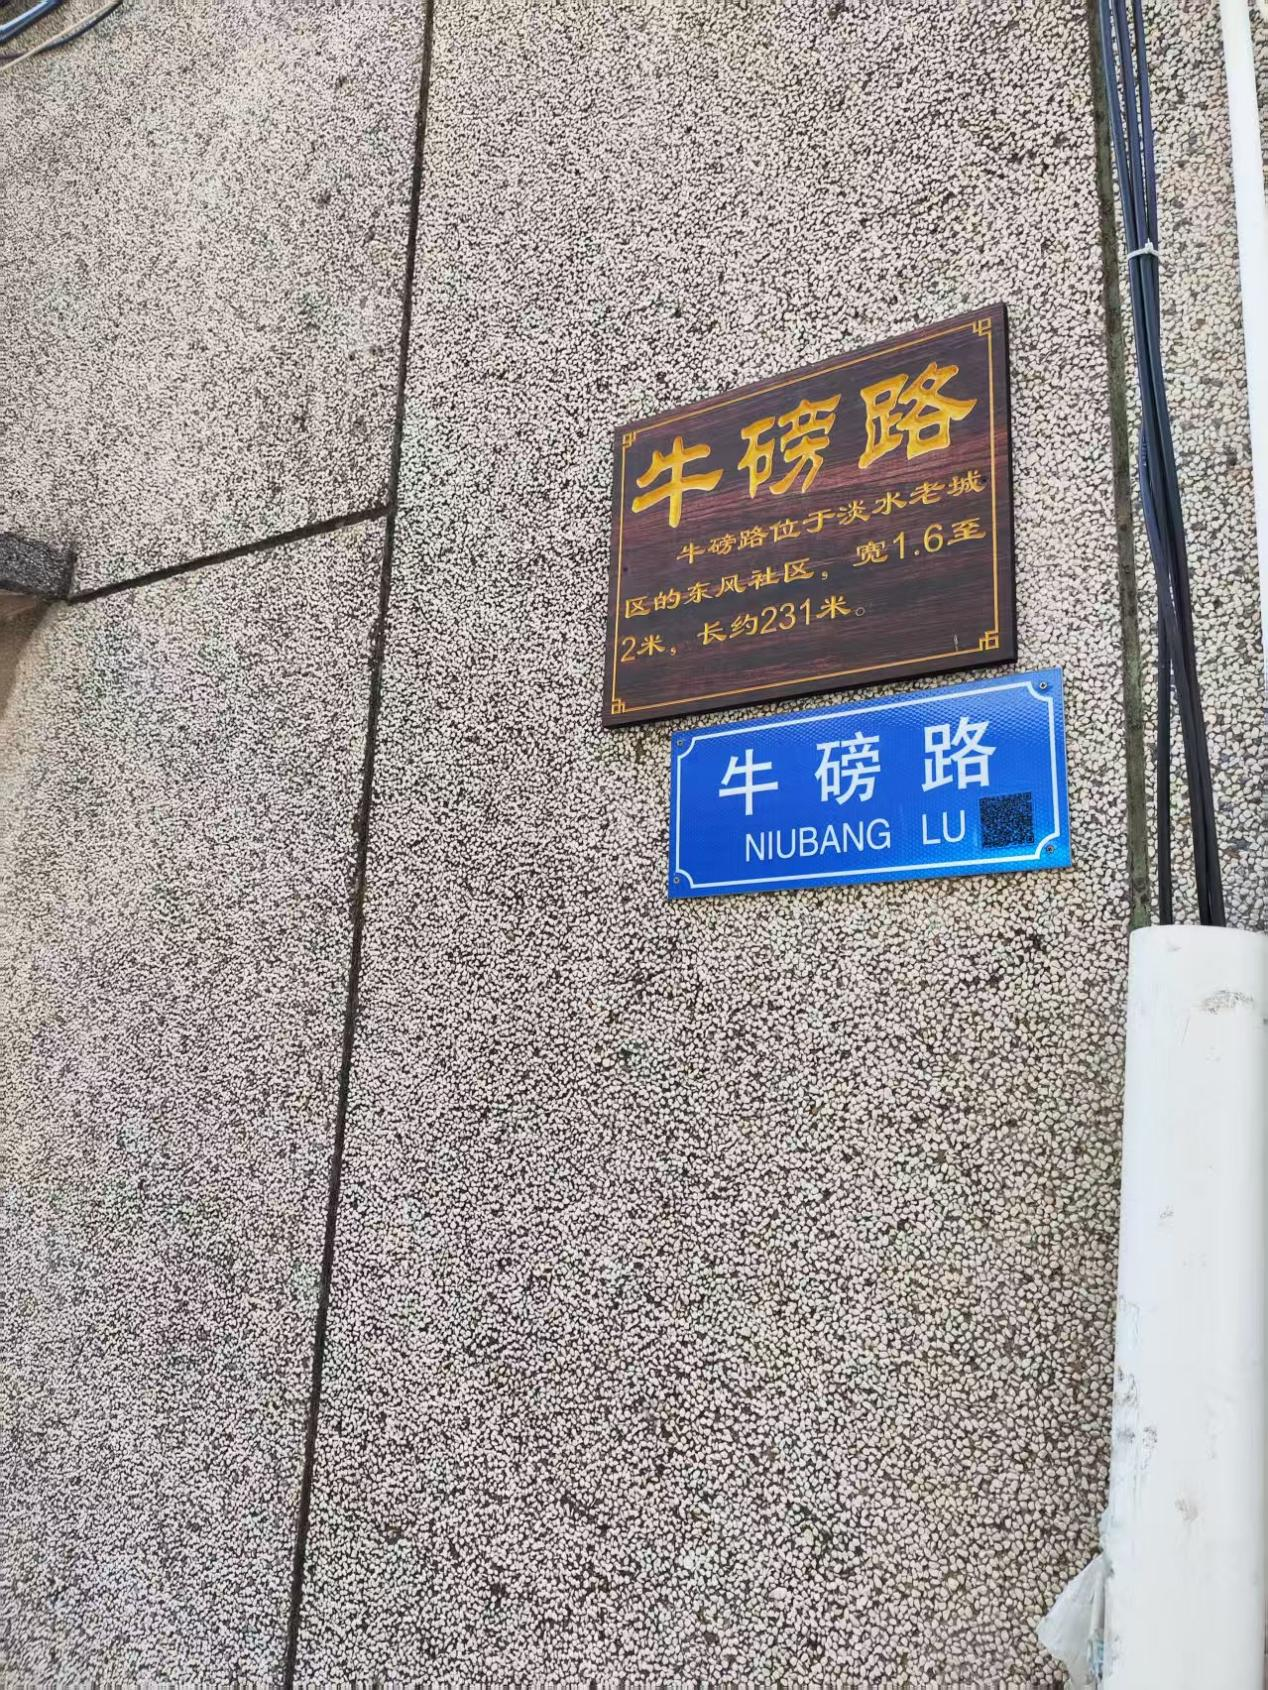 牛磅路
牛磅路位于淡水老城
区的东风社区，宽1.6至
2米，长约231米。
牛磅路
NIUBANG LU